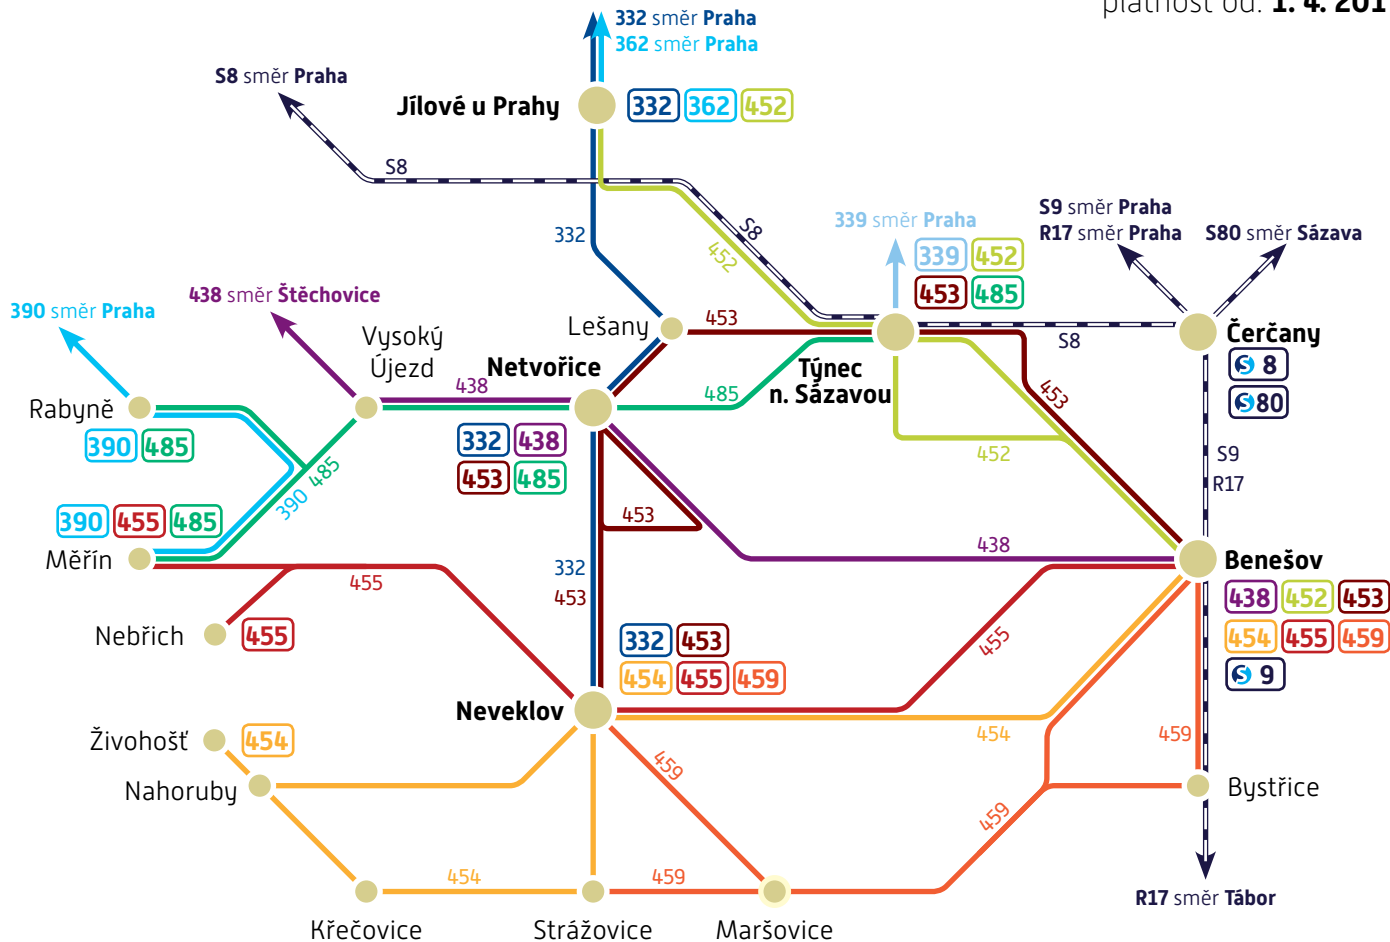 platnost od: 1. 4. 201
332 směr Praha
362 směr Praha
S8 směr Praha
Jílové u Prahy
332 362 452
S8
332
S8
452
339 směr Praha
339 452
453 485
S9 směr Praha
R17 směr Praha
S80 směr Sázava
390 směr Praha
438 směr Štěchovice
Vysoký
Újezd
Lešany
453
Netvořice
438
485
Týnec
n. Sázavou
S8
Čerčany
8
80
Rabyně
390 485
332 438
453 485
453
452
S9
R17
390 485
390 455 485
Měřín
453
438
Benešov
438 452 453
454 455 459
9
455
332
453
Nebřich
455
332 453
454 455 459
455
Neveklov
454
459
Živohošť
454
Nahoruby
459
459
Bystřice
454
459
R17 směr Tábor
Křečovice
Strážovice
Maršovice